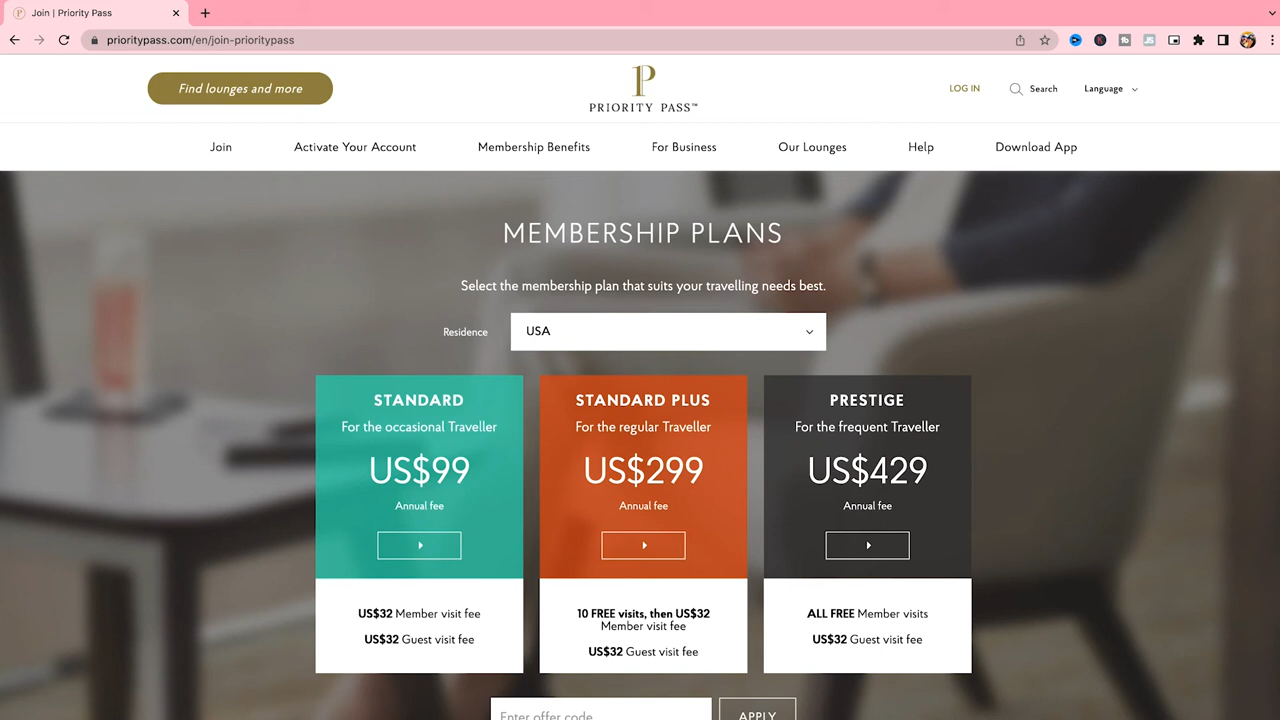 Join | Priority Pass
prioritypass.com/en/join-prioritypass
Find lounges and more
P
PRIORITY PASS™
LOG IN
Search
Language
Join
Activate Your Account
Membership Benefits
For Business
Our Lounges
Help
Download App
MEMBERSHIP PLANS
Select the membership plan that suits your travelling needs best.
Residence
USA
STANDARD
For the occasional Traveller
US$99
Annual fee
US$32 Member visit fee
US$32 Guest visit fee
STANDARD PLUS
For the regular Traveller
US$299
Annual fee
10 FREE visits, then US$32
Member visit fee
US$32 Guest visit fee
PRESTIGE
For the frequent Traveller
US$429
Annual fee
ALL FREE Member visits
US$32 Guest visit fee
Enter offer code
APPLY